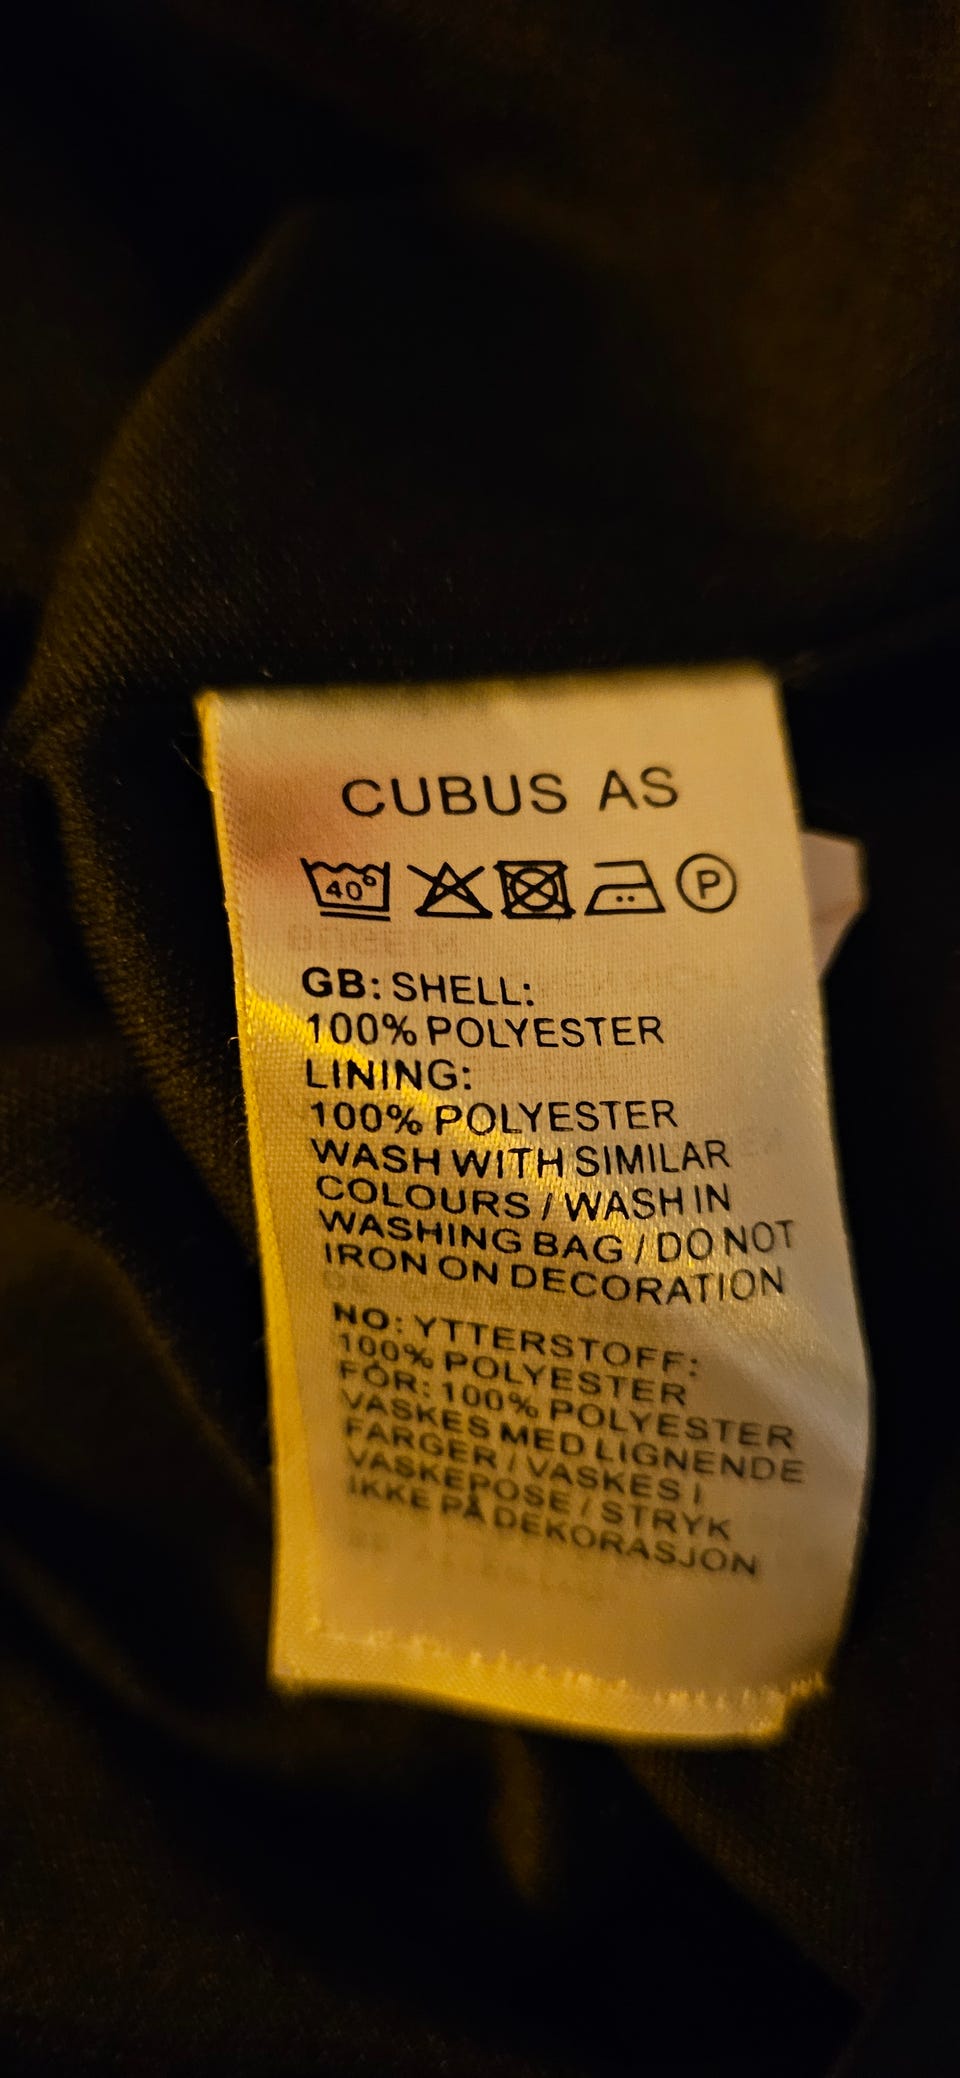 CUBUS AS
40° P
GB: SHELL:
100% POLYESTER
LINING:
100% POLYESTER
WASH WITH SIMILAR
COLOURS / WASH IN
WASHING BAG / DO NOT
IRON ON DECORATION
NO: YTTERSTOFF:
100% POLYESTER
FÔR: 100% POLYESTER
VASKES MED LIGNENDE
FARGER / VASKES I
VASKEPOSE / STRYK
IKKE PÅ DEKORASJON